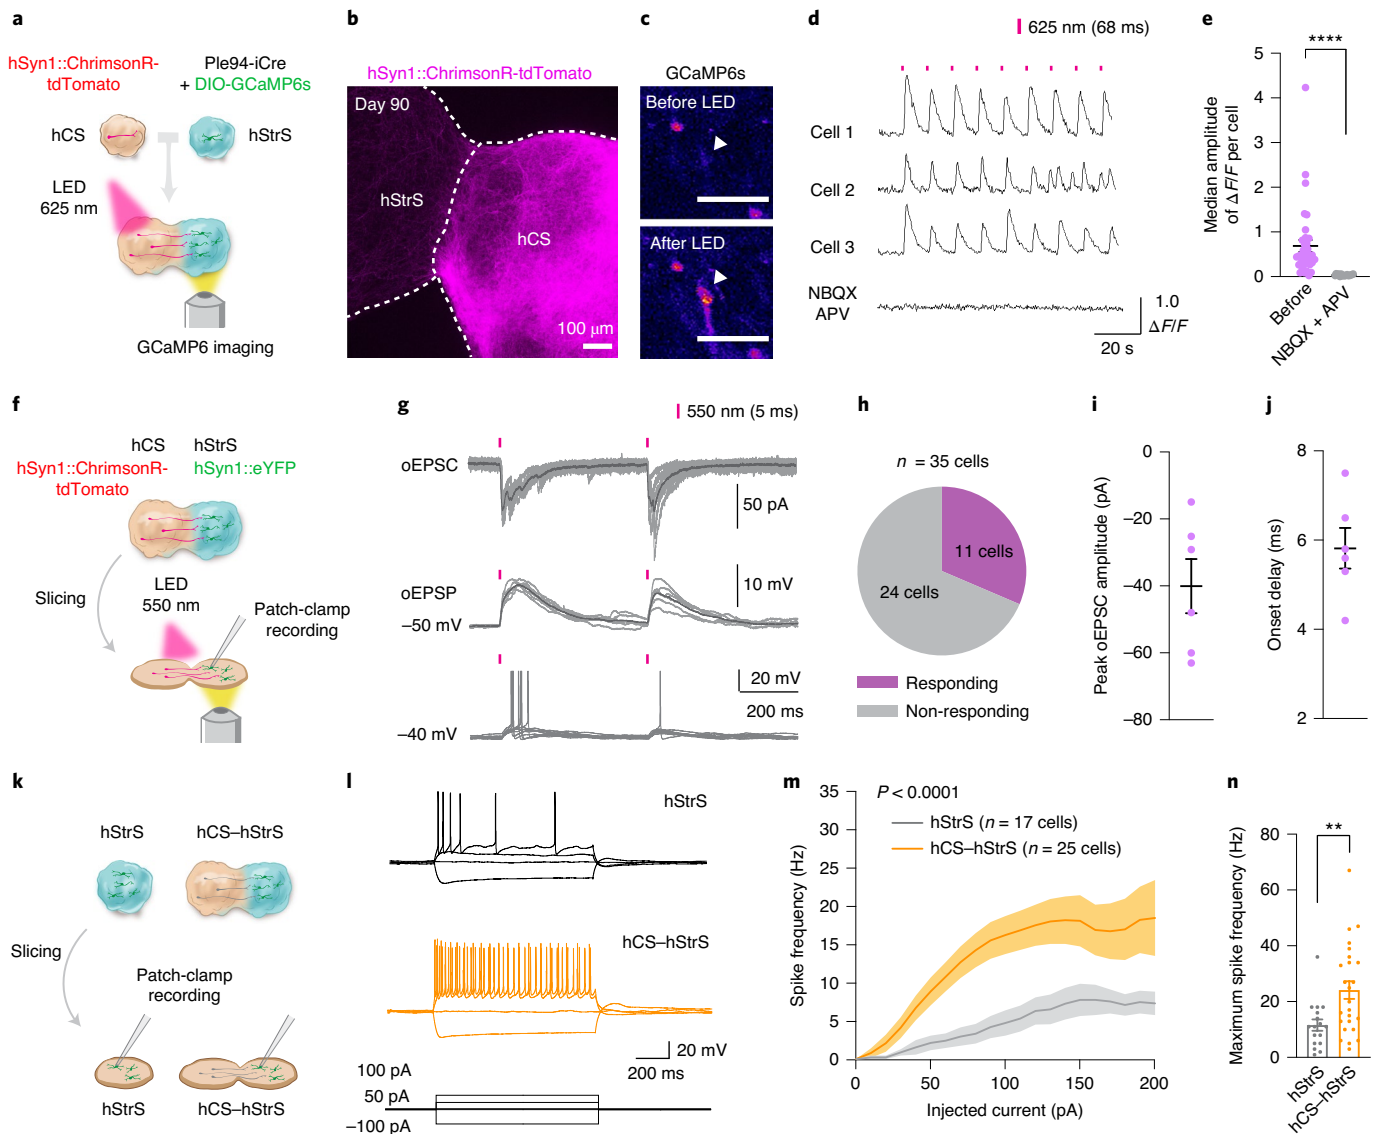 a
hSyn1::ChrimsonR-
tdTomato
Ple94-iCre
+ DIO-GCaMP6s
hCS
hStrS
LED
625 nm
GCaMP6 imaging
b
hSyn1::ChrimsonR-tdTomato
Day 90
hStrS
hCS
100 μm
c
GCaMP6s
Before LED
After LED
d
625 nm (68 ms)
Cell 1
Cell 2
Cell 3
NBQX
APV
1.0
ΔF/F
20 s
e
****
Median amplitude
of ΔF/F per cell
5
4
3
2
1
0
Before
NBQX + APV
f
hCS
hStrS
hSyn1::ChrimsonR-
tdTomato
hSyn1::eYFP
Slicing
LED
550 nm
Patch-clamp
recording
g
550 nm (5 ms)
oEPSC
50 pA
10 mV
oEPSP
−50 mV
20 mV
200 ms
−40 mV
h
n = 35 cells
11 cells
24 cells
Responding
Non-responding
i
Peak oEPSC amplitude (pA)
0
−20
−40
−60
−80
j
Onset delay (ms)
8
6
4
2
k
hStrS
hCS–hStrS
Slicing
Patch-clamp
recording
hStrS
hCS–hStrS
l
hStrS
hCS–hStrS
20 mV
200 ms
100 pA
50 pA
−100 pA
m
P < 0.0001
hStrS (n = 17 cells)
hCS–hStrS (n = 25 cells)
Spike frequency (Hz)
35
30
25
20
15
10
5
0
0
50
100
150
200
Injected current (pA)
n
**
Maximum spike frequency (Hz)
80
60
40
20
0
hStrS
hCS–hStrS